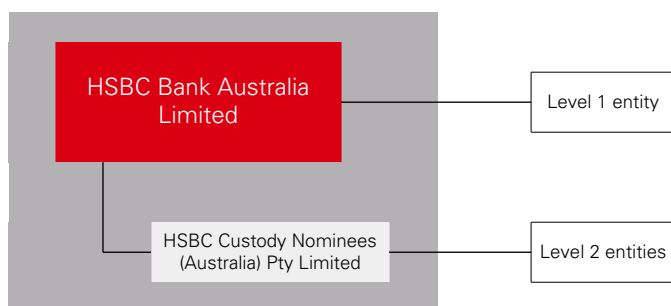 HSBC Bank Australia
Limited
Level 1 entity
HSBC Custody Nominees
(Australia) Pty Limited
Level 2 entities